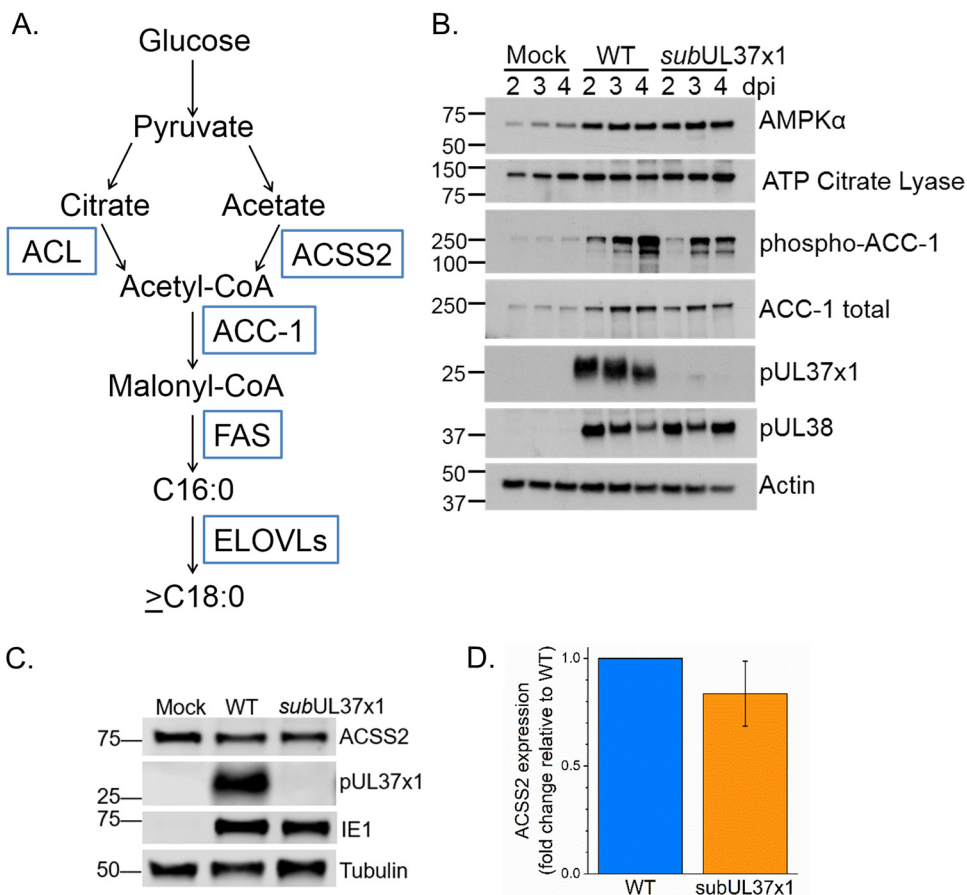 A.
Glucose
Pyruvate
Citrate Acetate
ACL ACSS2
Acetyl-CoA
ACC-1
Malonyl-CoA
FAS
C16:0
ELOVLs
≥C18:0
B.
Mock WT subUL37x1
2 3 4 2 3 4 2 3 4 dpi
75
50
AMPKα
150
75
ATP Citrate Lyase
250
100
phospho-ACC-1
250
ACC-1 total
25
pUL37x1
37
pUL38
50
37
Actin
C.
Mock WT subUL37x1
75
ACSS2
25
pUL37x1
75
IE1
50
Tubulin
D.
ACSS2 expression
(fold change relative to WT)
1.0
0.5
0.0
WT subUL37x1